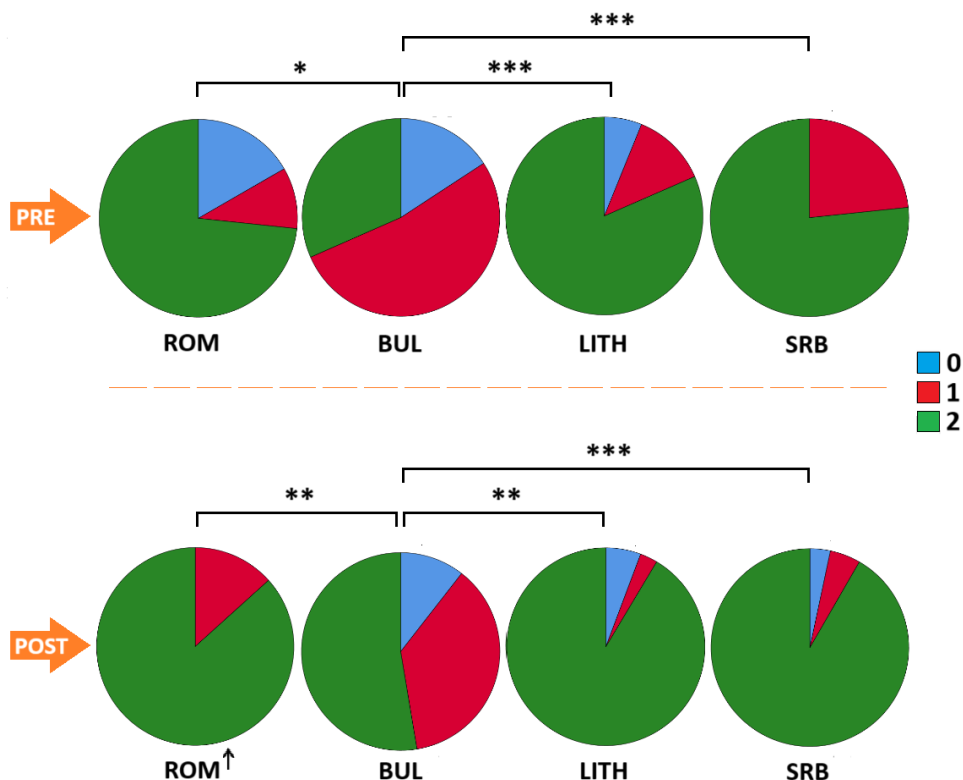 ***
* ***
PRE
ROM BUL LITH SRB
0
1
2
***
** **
POST
ROM↑ BUL LITH SRB